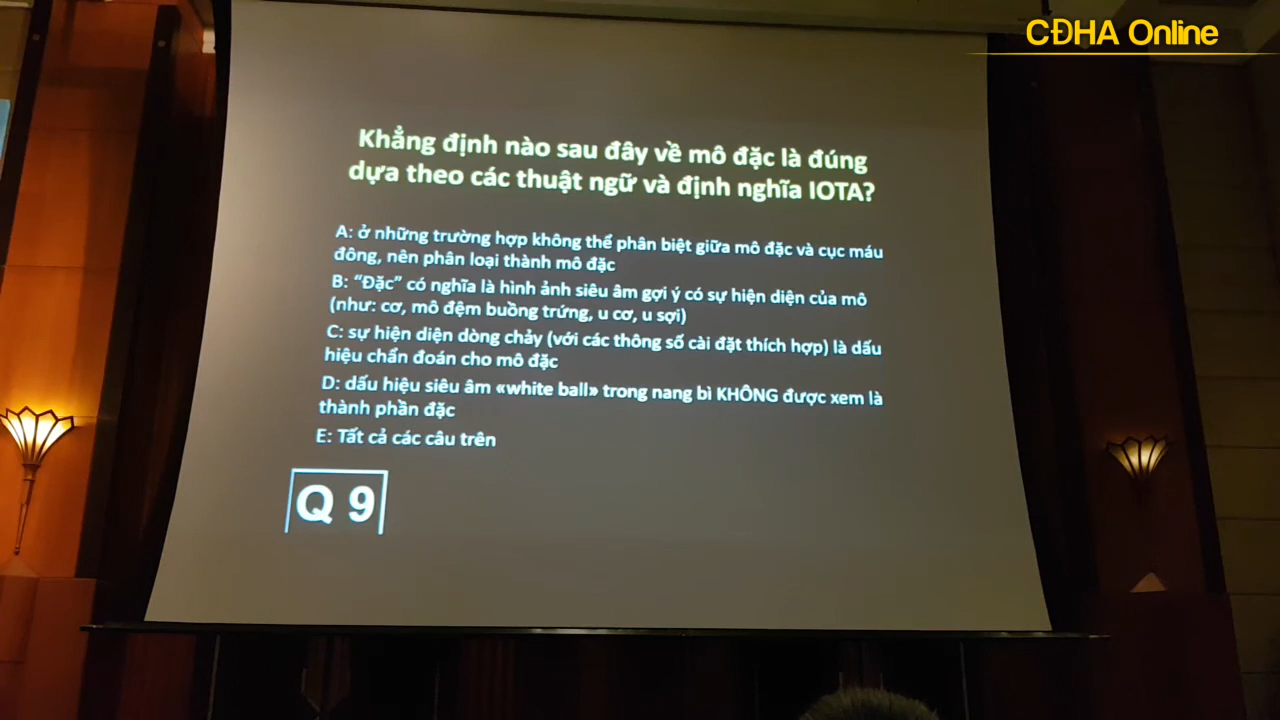 CĐHA Online
Khẳng định nào sau đây về mô đặc là đúng
dựa theo các thuật ngữ và định nghĩa IOTA?
A: ở những trường hợp không thể phân biệt giữa mô đặc và cục máu
đông, nên phân loại thành mô đặc
B: “Đặc” có nghĩa là hình ảnh siêu âm gợi ý có sự hiện diện của mô
(như: cơ, mô đệm buồng trứng, u cơ, u sợi)
C: sự hiện diện dòng chảy (với các thông số cài đặt thích hợp) là dấu
hiệu chẩn đoán cho mô đặc
D: dấu hiệu siêu âm «white ball» trong nang bì KHÔNG được xem là
thành phần đặc
E: Tất cả các câu trên
Q 9